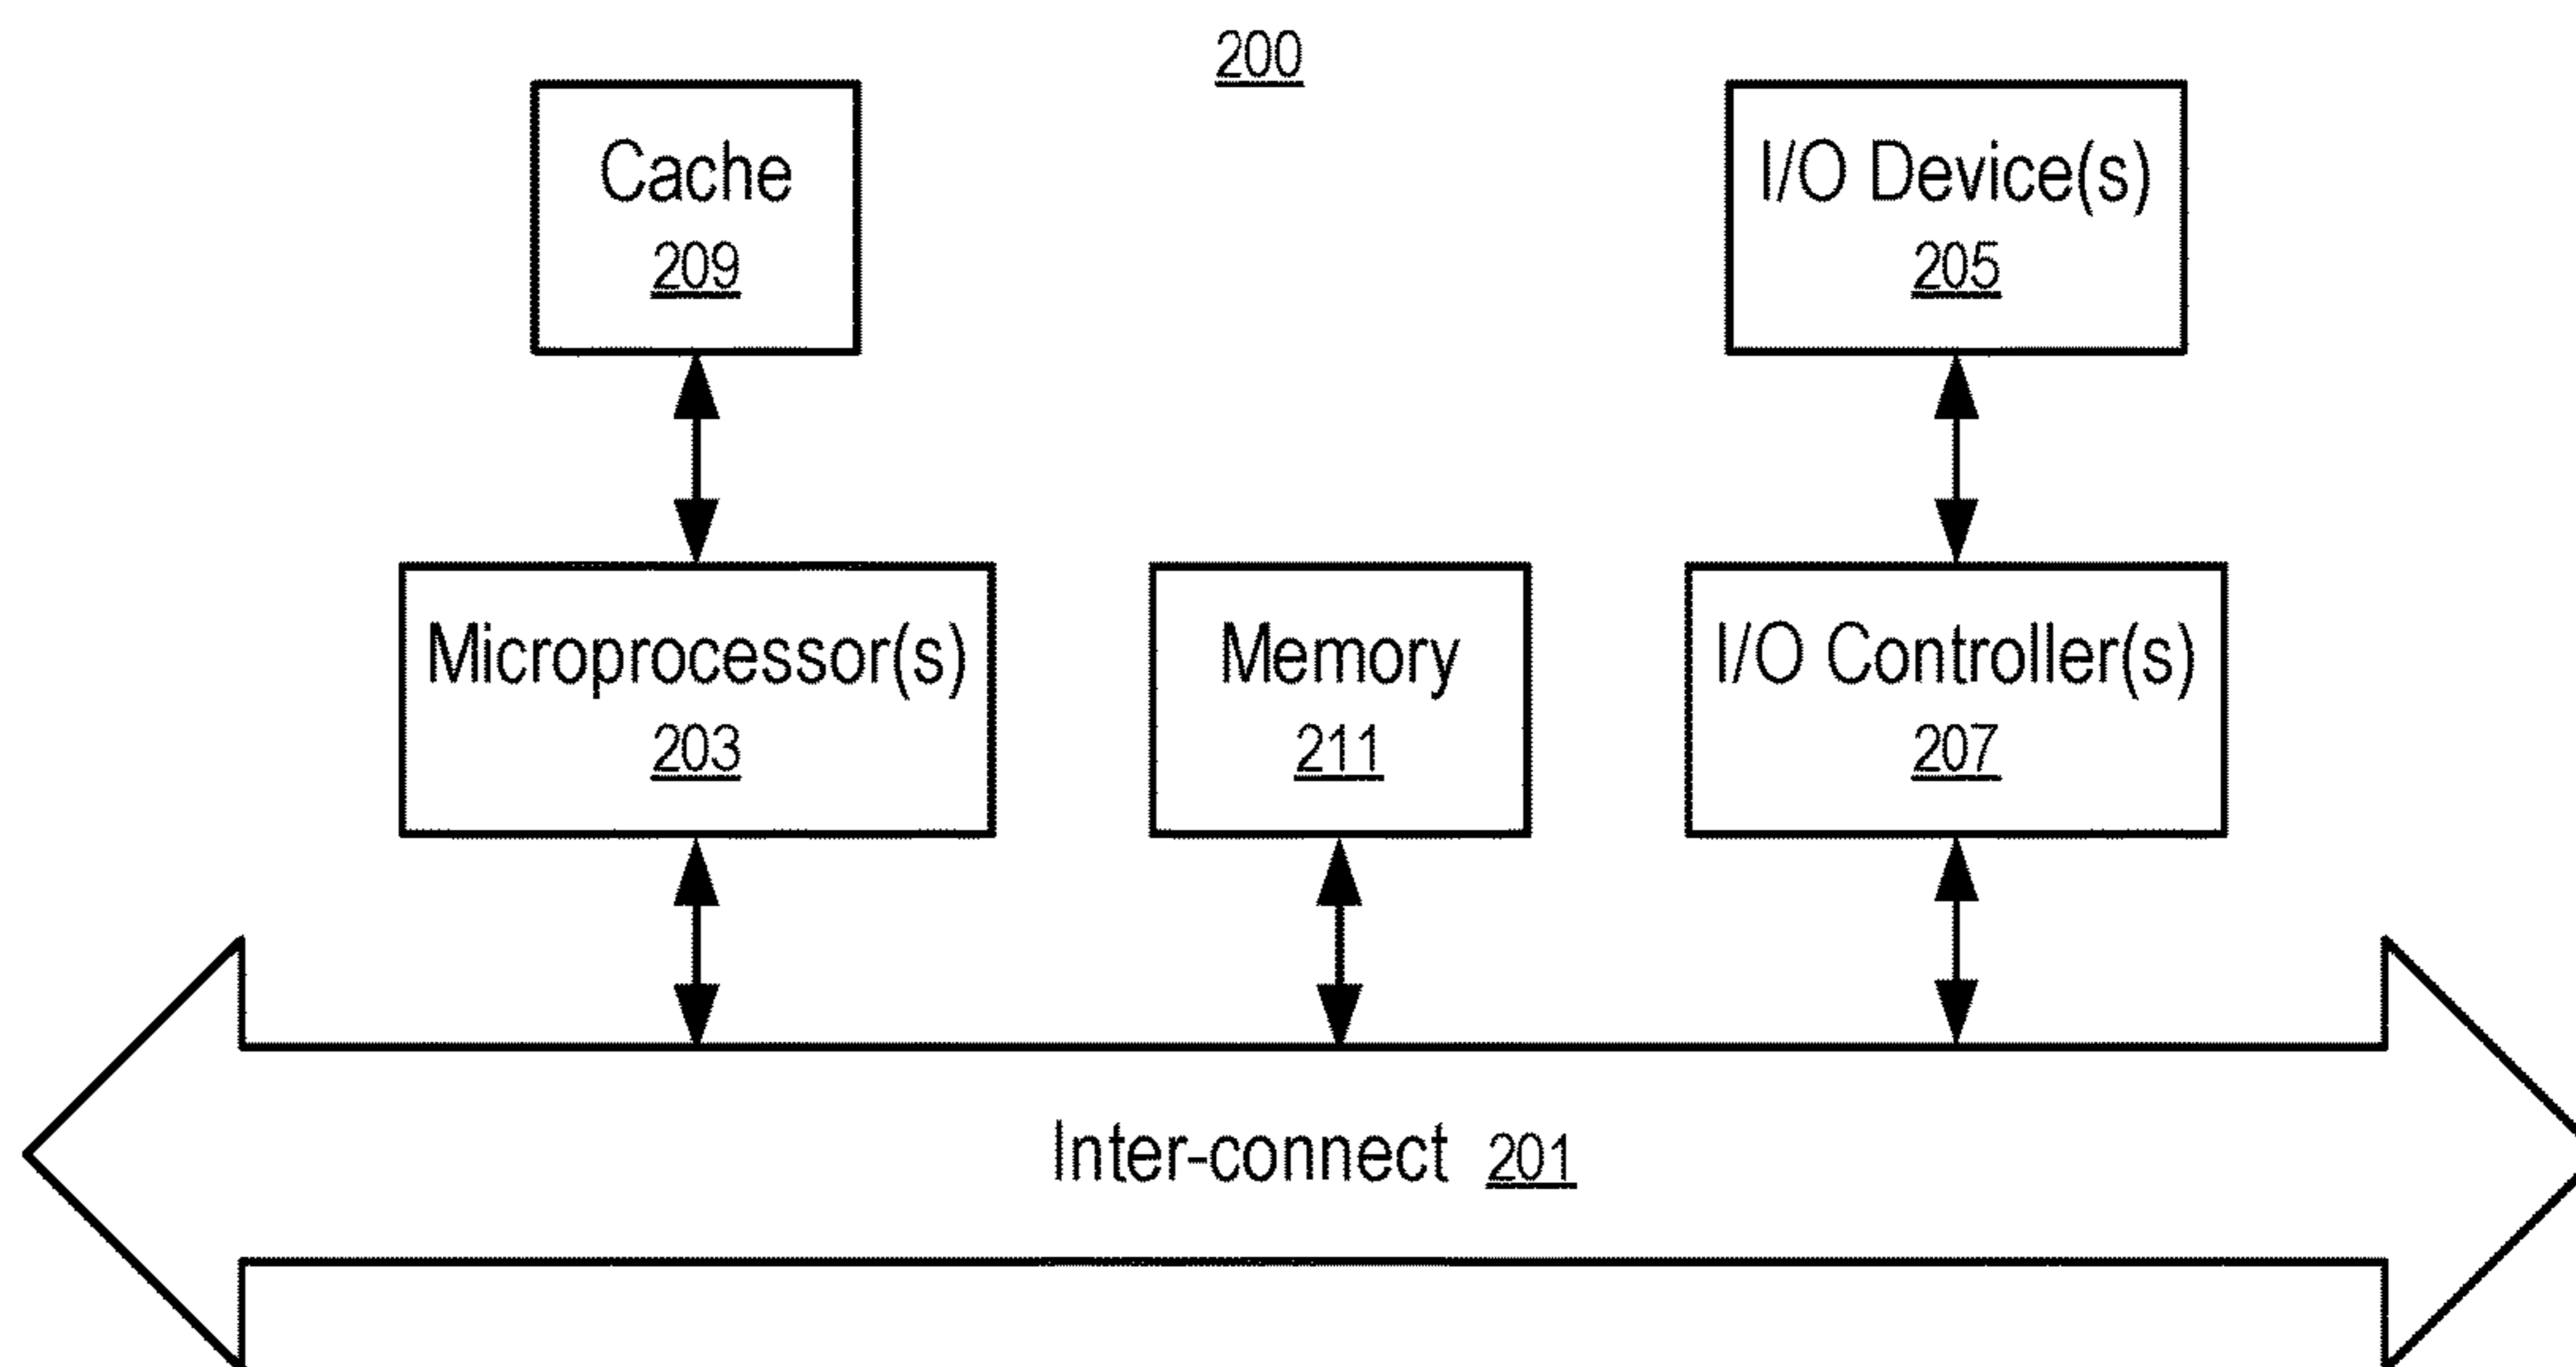 200
Cache
209
I/O Device(s)
205
Microprocessor(s)
203
Memory
211
I/O Controller(s)
207
Inter-connect 201